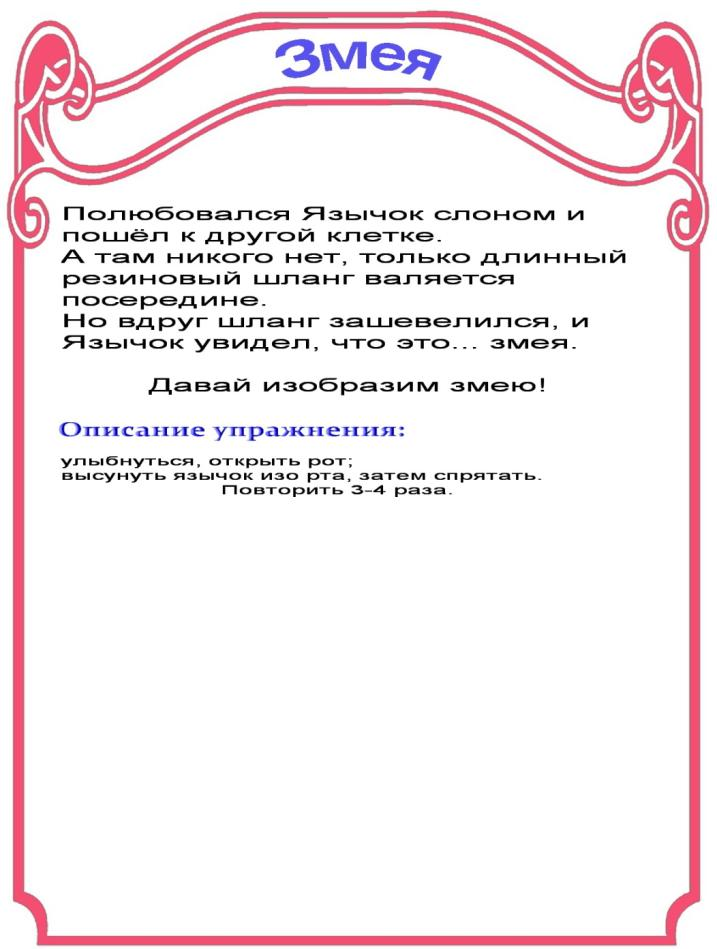 Змея
Полюбовался Язычок слоном и
пошёл к другой клетке.
А там никого нет, только длинный
резиновый шланг валяется
посередине.
Но вдруг шланг зашевелился, и
Язычок увидел, что это... змея.
Давай изобразим змею!
Описание упражнения:
улыбнуться, открыть рот;
высунуть язычок изо рта, затем спрятать.
Повторить 3-4 раза.